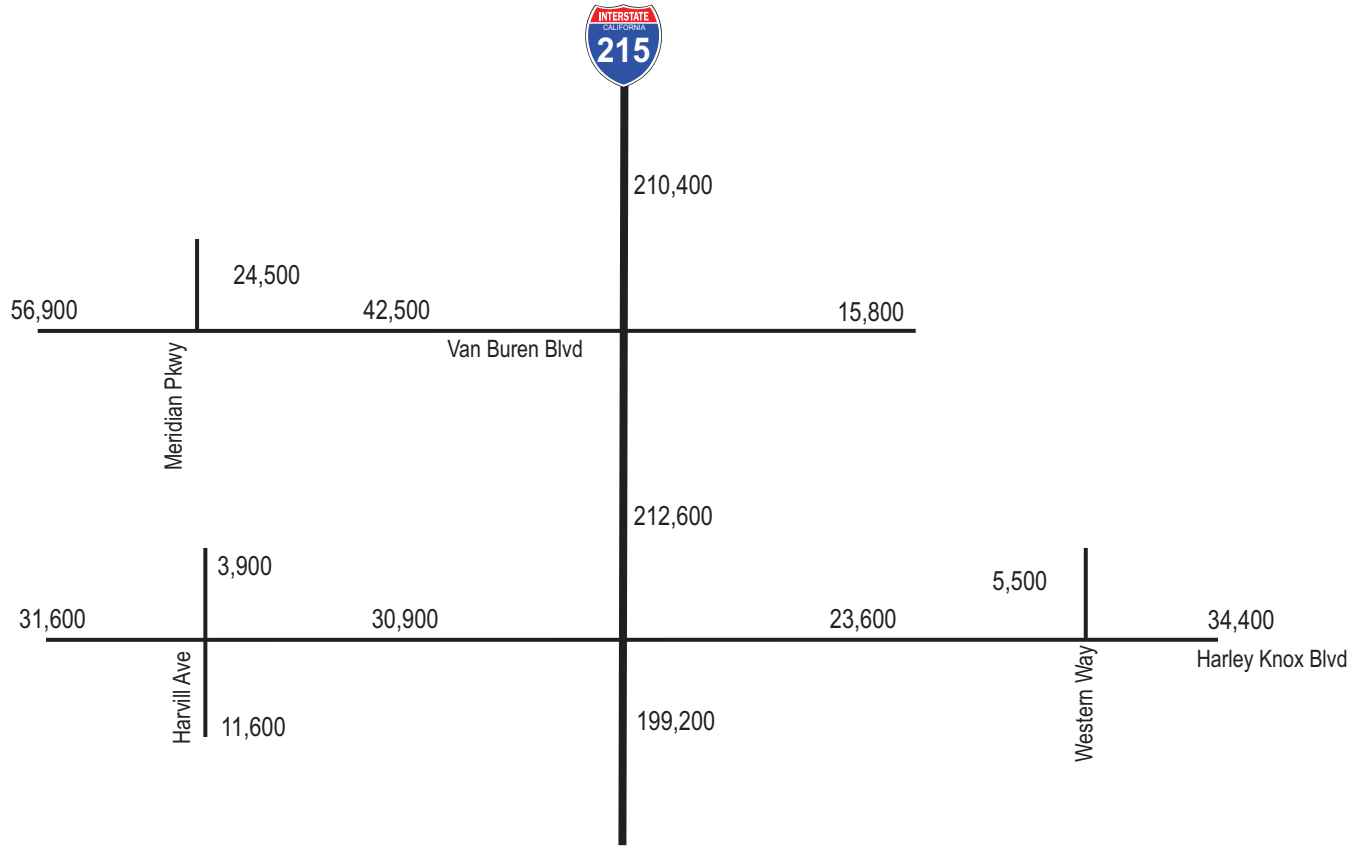 INTERSTATE
CALIFORNIA
215
210,400
24,500
56,900
42,500
15,800
Van Buren Blvd
Meridian Pkwy
212,600
3,900
5,500
31,600
30,900
23,600
34,400
Harley Knox Blvd
Harvill Ave
Western Way
11,600
199,200